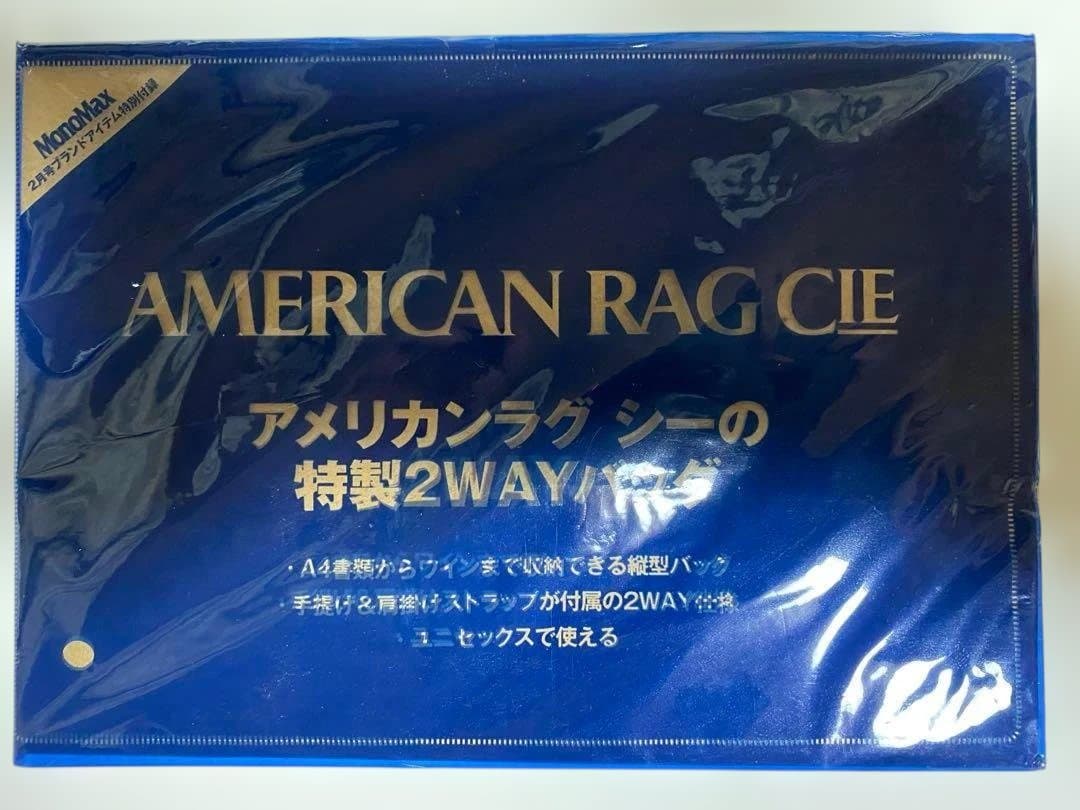 MonoMax
2月号ブランドアイテム特別付録
AMERICAN RAG CIE
アメリカンラグ シーの
特製2WAYバッグ
・A4書類からワインまで収納できる縦型バッグ
・手提げ&肩掛けストラップが付属の2WAY仕様
・ユニセックスで使える